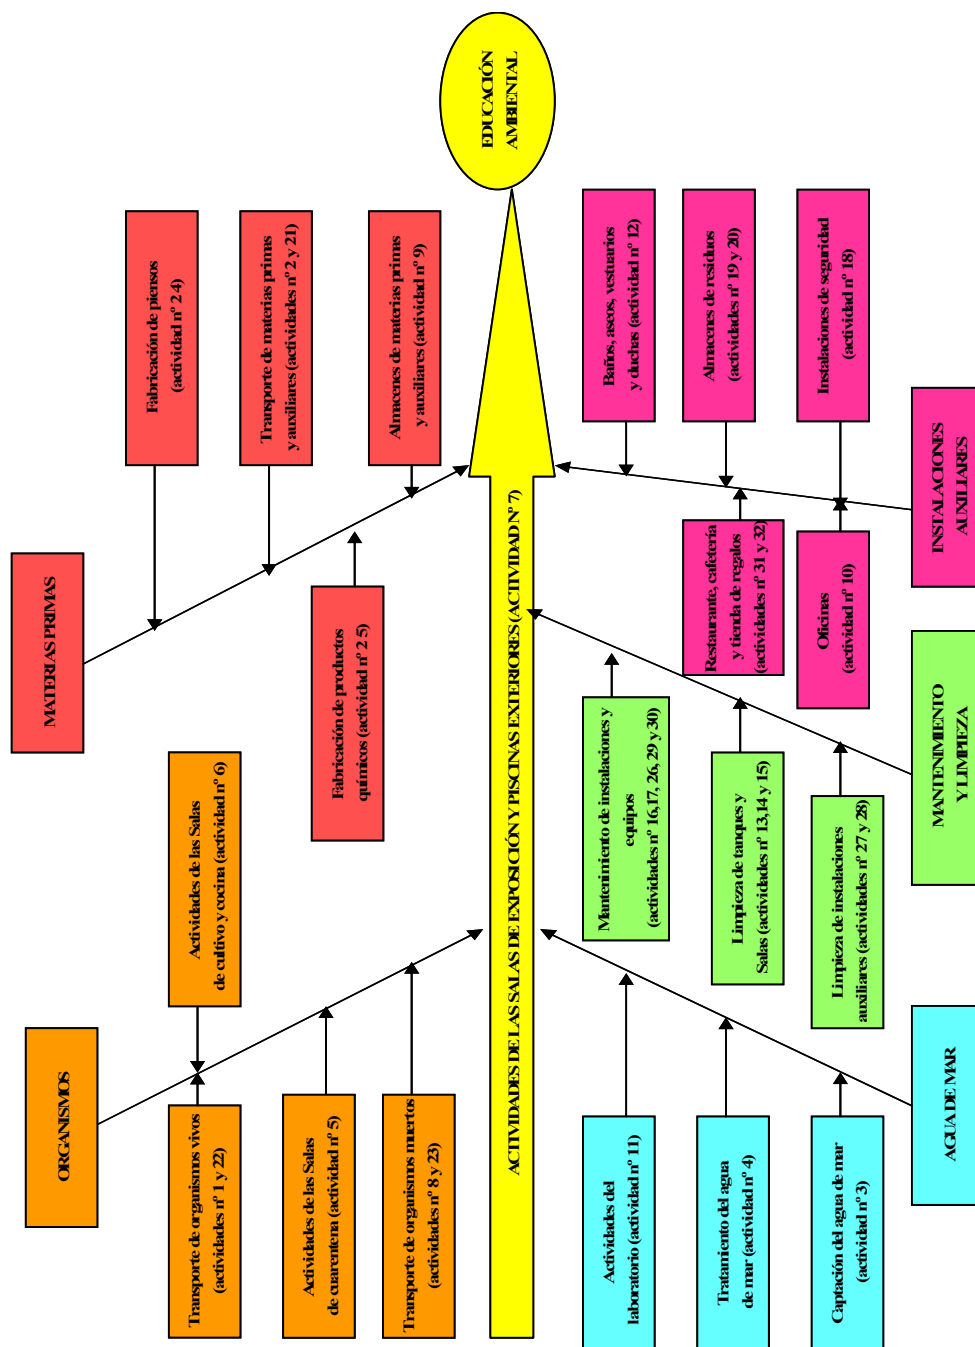 ORGANISMOS
MATERIAS PRIMAS
Transporte de organismos vivos
(actividades nº 1 y 22)
Actividades de las Salas
de cultivo y cocina (actividad nº 6)
Fabricación de piensos
(actividad nº 2 4)
Actividades de las Salas
de cuarentena (actividad nº 5)
Transporte de materias primas
y auxiliares (actividades nº 2 y 21)
Transporte de organismos muertos
(actividades nº 8 y 23)
Fabricación de productos
químicos (actividad nº 2 5)
Almacenes de materias primas
y auxiliares (actividad nº 9)
ACTIVIDADES DE LAS SALAS DE EXPOSICIÓN Y PISCINAS EXTERIORES (ACTIVIDAD Nº 7)
EDUCACIÓN
AMBIENTAL
Actividades del
laboratorio (actividad nº 11)
Mantenimiento de instalaciones y
equipos
(actividades nº 16,17, 26, 29 y 30)
Baños, aseos, vestuarios
y duchas (actividad nº 12)
Tratamiento del agua
de mar (actividad nº 4)
Limpieza de tanques y
Salas (actividades nº 13,14 y 15)
Restaurante, cafetería
y tienda de regalos
(actividades nº 31 y 32)
Almacenes de residuos
(actividades nº 19 y 20)
Captación del agua de mar
(actividad nº 3)
Limpieza de instalaciones
auxiliares (actividades nº 27 y 28)
Oficinas
(actividad nº 10)
Instalaciones de seguridad
(actividad nº 18)
AGUA DE MAR
MANTENIMIENTO
Y LIMPIEZA
INSTALACIONES
AUXILIARES